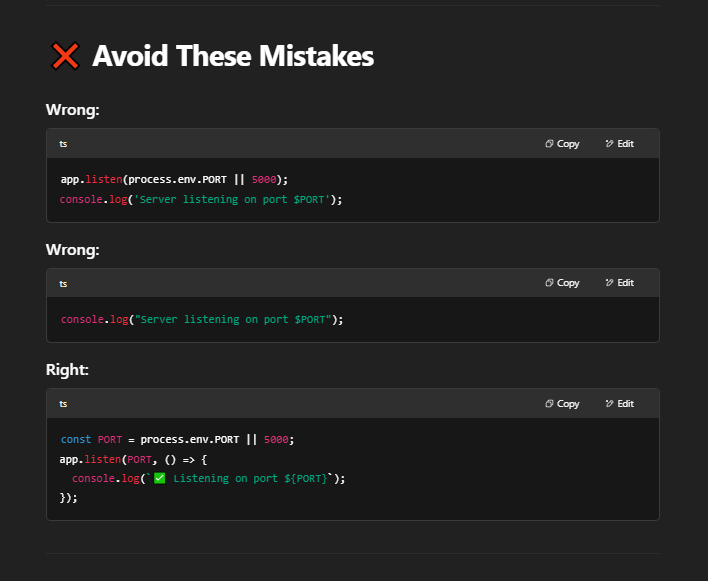 ❌ Avoid These Mistakes
Wrong:
ts Copy Edit
app.listen(process.env.PORT || 5000);
console.log('Server listening on port $PORT');
Wrong:
ts Copy Edit
console.log("Server listening on port $PORT");
Right:
ts Copy Edit
const PORT = process.env.PORT || 5000;
app.listen(PORT, () => {
  console.log(`✅ Listening on port ${PORT}`);
});